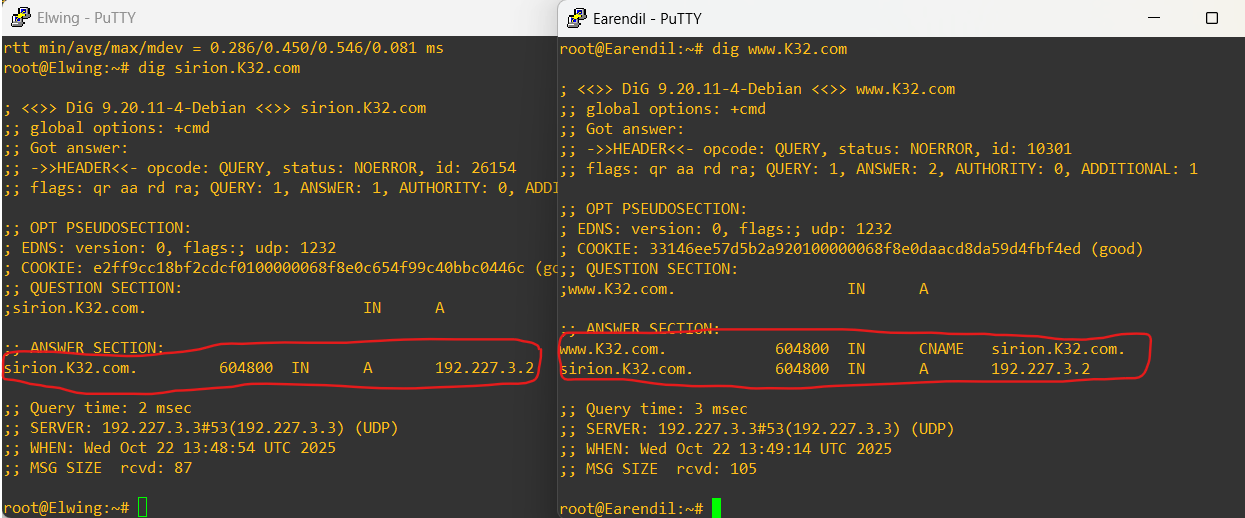 Elwing - PuTTY
rtt min/avg/max/mdev = 0.286/0.450/0.546/0.081 ms
root@Elwing:~# dig sirion.K32.com
; <<>> DiG 9.20.11-4-Debian <<>> sirion.K32.com
;; global options: +cmd
;; Got answer:
;; ->>HEADER<<- opcode: QUERY, status: NOERROR, id: 26154
;; flags: qr aa rd ra; QUERY: 1, ANSWER: 1, AUTHORITY: 0, ADDI
;; OPT PSEUDOSECTION:
; EDNS: version: 0, flags:; udp: 1232
; COOKIE: e2ff9cc18bf2cdcf0100000068f8e0c654f99c40bbc0446c (go
;; QUESTION SECTION:
;sirion.K32.com. IN A
;; ANSWER SECTION:
sirion.K32.com. 604800 IN A 192.227.3.2
;; Query time: 2 msec
;; SERVER: 192.227.3.3#53(192.227.3.3) (UDP)
;; WHEN: Wed Oct 22 13:48:54 UTC 2025
;; MSG SIZE rcvd: 87
root@Elwing:~#
Earendil - PuTTY
root@Earendil:~# dig www.K32.com
; <<>> DiG 9.20.11-4-Debian <<>> www.K32.com
;; global options: +cmd
;; Got answer:
;; ->>HEADER<<- opcode: QUERY, status: NOERROR, id: 10301
;; flags: qr aa rd ra; QUERY: 1, ANSWER: 2, AUTHORITY: 0, ADDITIONAL: 1
;; OPT PSEUDOSECTION:
; EDNS: version: 0, flags:; udp: 1232
; COOKIE: 33146ee57d5b2a920100000068f8e0daacd8da59d4fbf4ed (good)
;; QUESTION SECTION:
;www.K32.com. IN A
;; ANSWER SECTION:
www.K32.com. 604800 IN CNAME sirion.K32.com.
sirion.K32.com. 604800 IN A 192.227.3.2
;; Query time: 3 msec
;; SERVER: 192.227.3.3#53(192.227.3.3) (UDP)
;; WHEN: Wed Oct 22 13:49:14 UTC 2025
;; MSG SIZE rcvd: 105
root@Earendil:~#